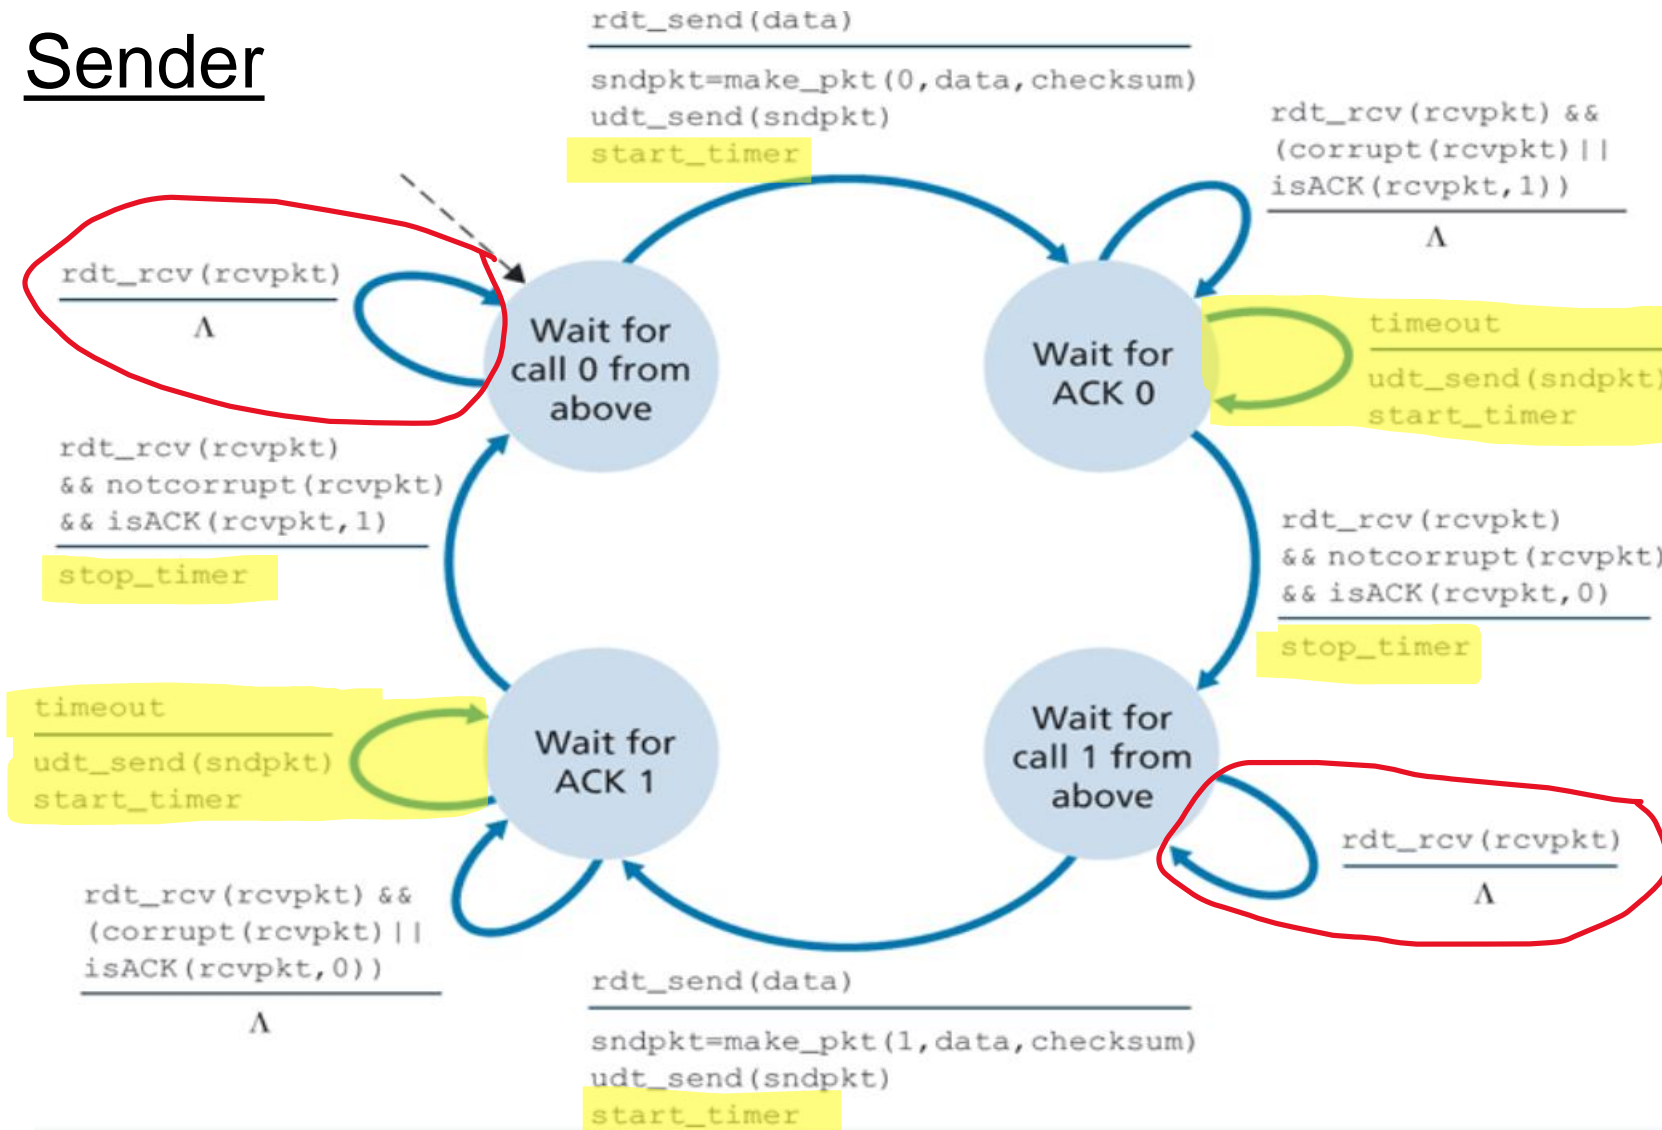 Sender
rdt_send(data)
sndpkt=make_pkt(0,data,checksum)
udt_send(sndpkt)
start_timer
rdt_rcv(rcvpkt) &&
(corrupt(rcvpkt)||
isACK(rcvpkt,1))
Λ
rdt_rcv(rcvpkt)
Λ
Wait for
call 0 from
above
Wait for
ACK 0
timeout
udt_send(sndpkt)
start_timer
rdt_rcv(rcvpkt)
&& notcorrupt(rcvpkt)
&& isACK(rcvpkt,1)
stop_timer
rdt_rcv(rcvpkt)
&& notcorrupt(rcvpkt)
&& isACK(rcvpkt,0)
stop_timer
timeout
udt_send(sndpkt)
start_timer
Wait for
ACK 1
Wait for
call 1 from
above
rdt_rcv(rcvpkt)
Λ
rdt_rcv(rcvpkt) &&
(corrupt(rcvpkt)||
isACK(rcvpkt,0))
Λ
rdt_send(data)
sndpkt=make_pkt(1,data,checksum)
udt_send(sndpkt)
start_timer